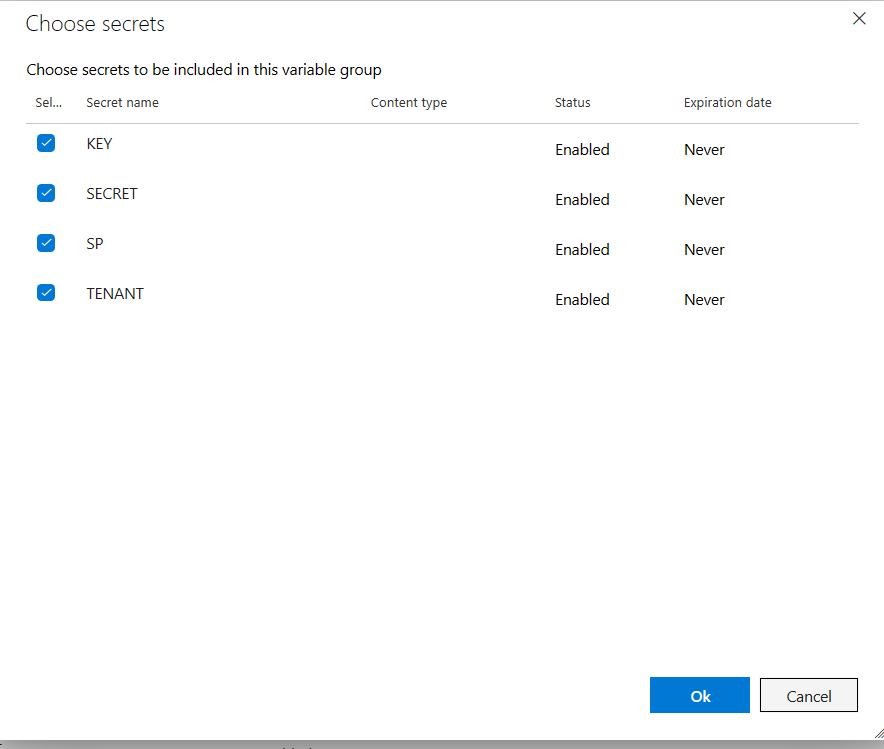 Choose secrets
Choose secrets to be included in this variable group
Sel... Secret name Content type Status Expiration date
KEY Enabled Never
SECRET Enabled Never
SP Enabled Never
TENANT Enabled Never
Ok Cancel